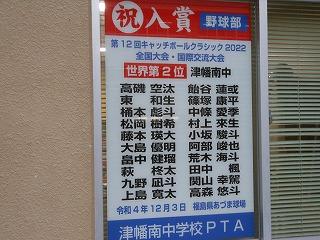 祝 入賞 野球部
第12回キャッチボールクラシック2022
全国大会・国際交流大会
世界第2位 津幡南中
高磯 空汰 飴谷 蓮或
東 和生 篠塚 康平
桶本 彪斗 中條 愛季
松岡 樹希 村上 來生
藤本 瑛大 小坂 駿斗
大島 優明 阿部 峻也
畠中 健瑠 荒木 海斗
萩 柊太 田中 楓
九野 凪斗 関山 幸篤
上島 寛太 高森 悠斗
令和4年12月3日 福島県あづま球場
津幡南中学校PTA